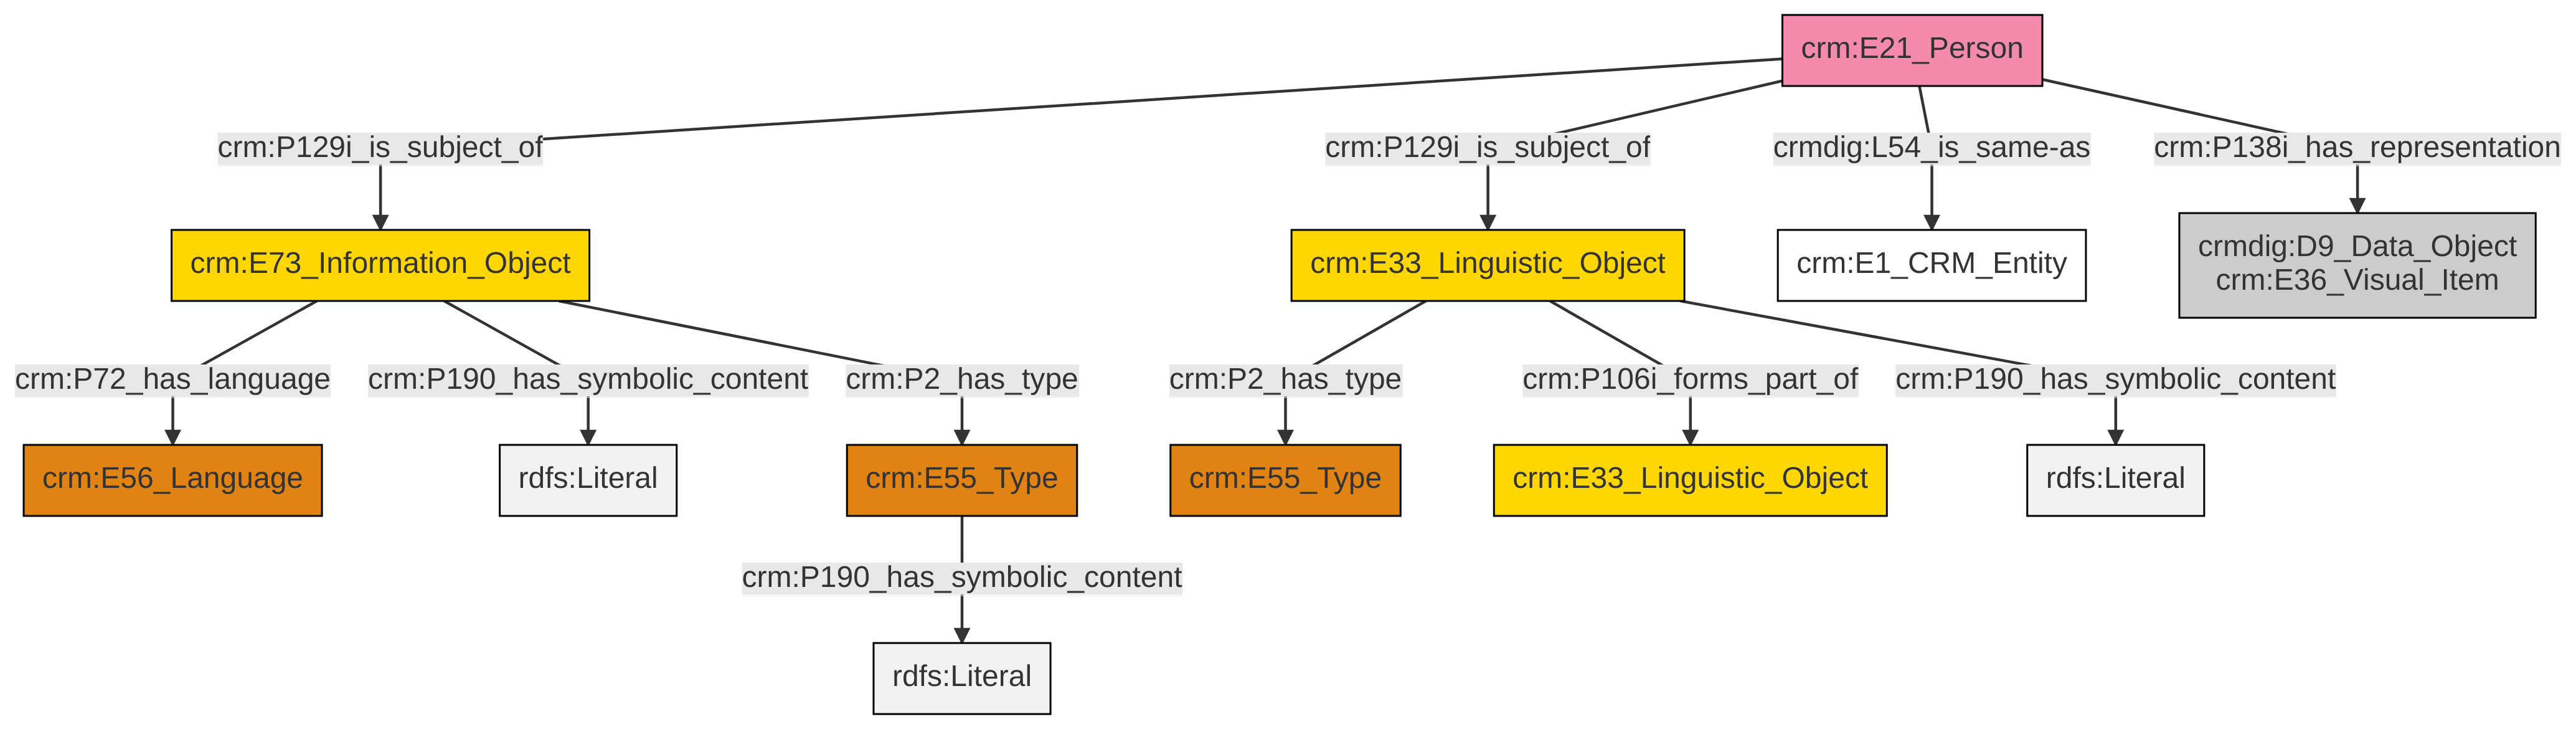 crm:E21_Person
crm:P129i_is_subject_of
crm:P129i_is_subject_of
crmdig:L54_is_same-as
crm:P138i_has_representation
crm:E73_Information_Object
crm:E33_Linguistic_Object
crm:E1_CRM_Entity
crmdig:D9_Data_Object
crm:E36_Visual_Item
crm:P72_has_language
crm:P190_has_symbolic_content
crm:P2_has_type
crm:P2_has_type
crm:P106i_forms_part_of
crm:P190_has_symbolic_content
crm:E56_Language
rdfs:Literal
crm:E55_Type
crm:E55_Type
crm:E33_Linguistic_Object
rdfs:Literal
crm:P190_has_symbolic_content
rdfs:Literal